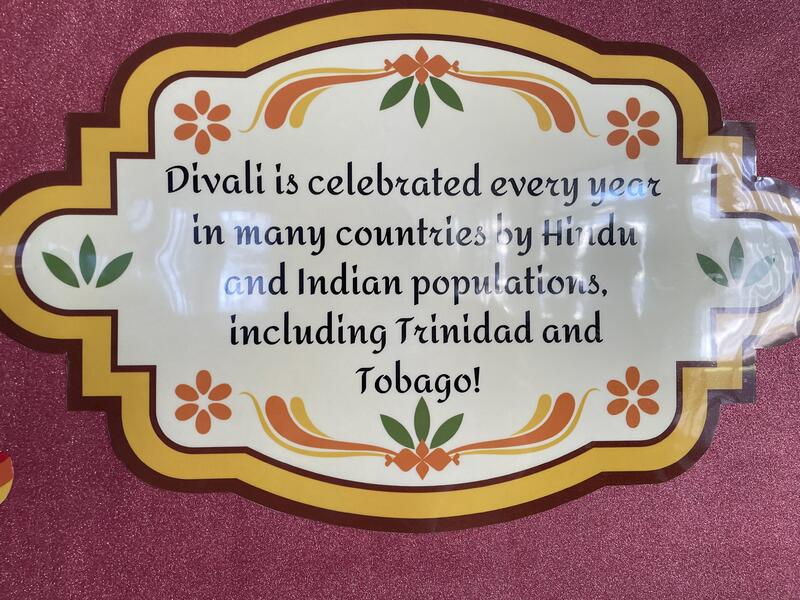 Divali is celebrated every year
in many countries by Hindu
and Indian populations,
including Trinidad and
Tobago!